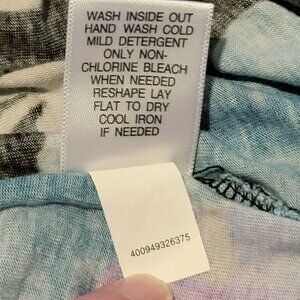 WASH INSIDE OUT
HAND WASH COLD
MILD DETERGENT
ONLY NON-
CHLORINE BLEACH
WHEN NEEDED
RESHAPE LAY
FLAT TO DRY
COOL IRON
IF NEEDED
400949326375